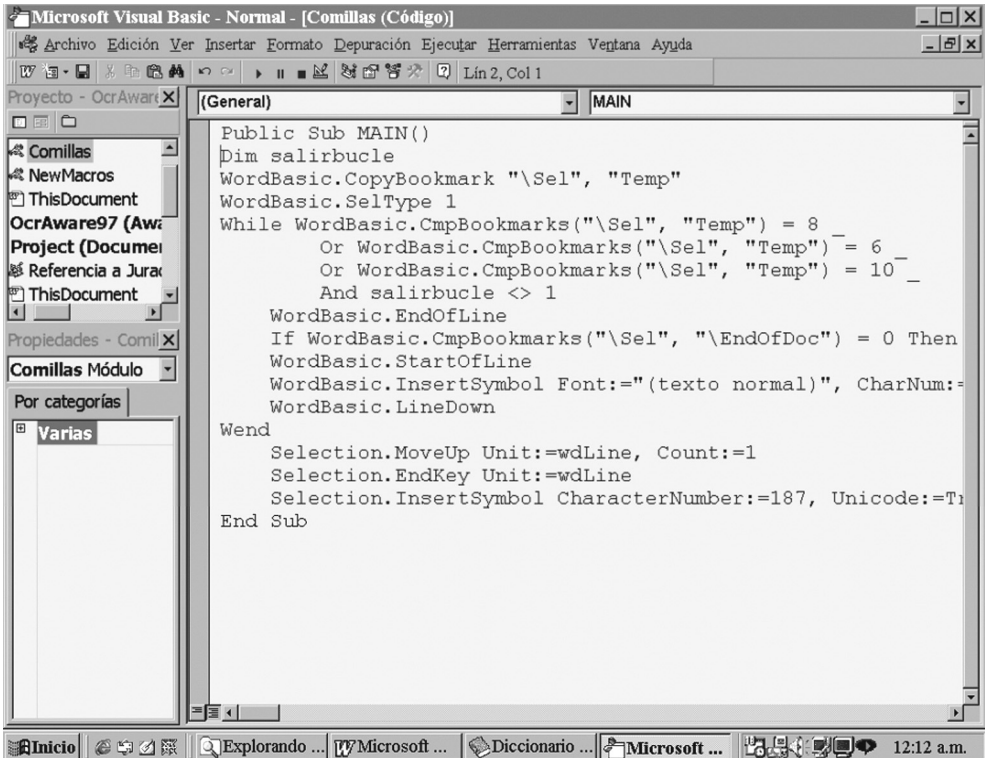 Microsoft Visual Basic - Normal - [Comillas (Código)]
Archivo Edición Ver Insertar Formato Depuración Ejecutar Herramientas Ventana Ayuda
Lín 2, Col 1
Proyecto - OcrAware
(General) MAIN
Comillas
NewMacros
ThisDocument
OcrAware97 (Awa
Project (Documen
Referencia a Jurad
ThisDocument
Propiedades - Comil
Comillas Módulo
Por categorías
Varias
Public Sub MAIN()
Dim salirbucle
WordBasic.CopyBookmark "\Sel", "Temp"
WordBasic.SelType 1
While WordBasic.CmpBookmarks("\Sel", "Temp") = 8 _
Or WordBasic.CmpBookmarks("\Sel", "Temp") = 6 _
Or WordBasic.CmpBookmarks("\Sel", "Temp") = 10 _
And salirbucle <> 1
WordBasic.EndOfLine
If WordBasic.CmpBookmarks("\Sel", "\EndOfDoc") = 0 Then
WordBasic.StartOfLine
WordBasic.InsertSymbol Font:="(texto normal)", CharNum:=
WordBasic.LineDown
Wend
Selection.MoveUp Unit:=wdLine, Count:=1
Selection.EndKey Unit:=wdLine
Selection.InsertSymbol CharacterNumber:=187, Unicode:=Tr
End Sub
Inicio Explorando ... Microsoft ... Diccionario ... Microsoft ... 12:12 a.m.